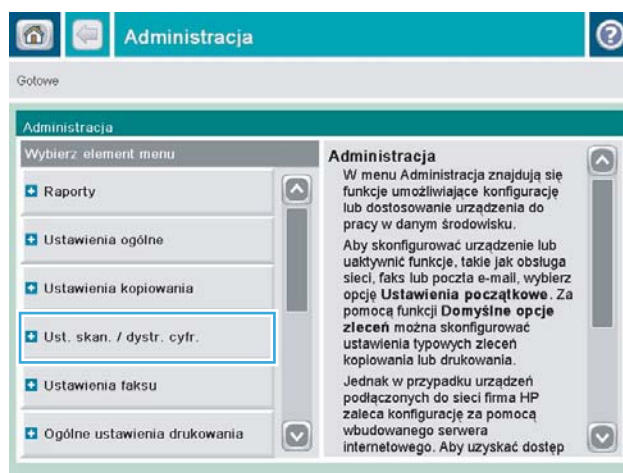 Administracja
?
Gotowe
Administracja
Wybierz element menu
Raporty
Ustawienia ogólne
Ustawienia kopiowania
Ust. skan. / dystr. cyfr.
Ustawienia faksu
Ogólne ustawienia drukowania
Administracja
W menu Administracja znajdują się
funkcje umożliwiające konfigurację
lub dostosowanie urządzenia do
pracy w danym środowisku.
Aby skonfigurować urządzenie lub
uaktywnić funkcje, takie jak obsługa
sieci, faks lub poczta e-mail, wybierz
opcję Ustawienia początkowe. Za
pomocą funkcji Domyślne opcje
zleceń można skonfigurować
ustawienia typowych zleceń
kopiowania lub drukowania.
Jednak w przypadku urządzeń
podłączonych do sieci firma HP
zaleca konfigurację za pomocą
wbudowanego serwera
internetowego. Aby uzyskać dostęp